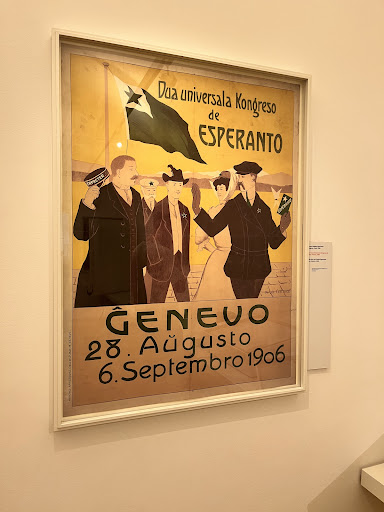 Dua universala Kongreso
de
ESPERANTO
ĜENEVO
28. Aŭgusto
6. Septembro 1906